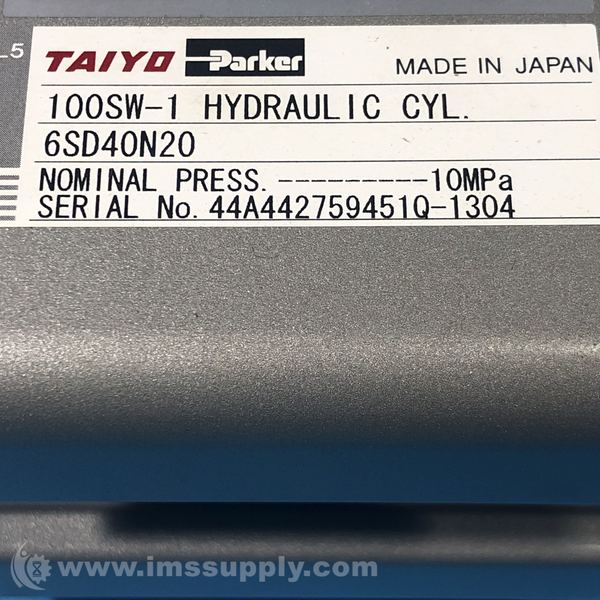 L5
TAIYO Parker MADE IN JAPAN
100SW-1 HYDRAULIC CYL.
6SD40N20
NOMINAL PRESS.----------10MPa
SERIAL No. 44A442759451Q-1304
www.imssupply.com